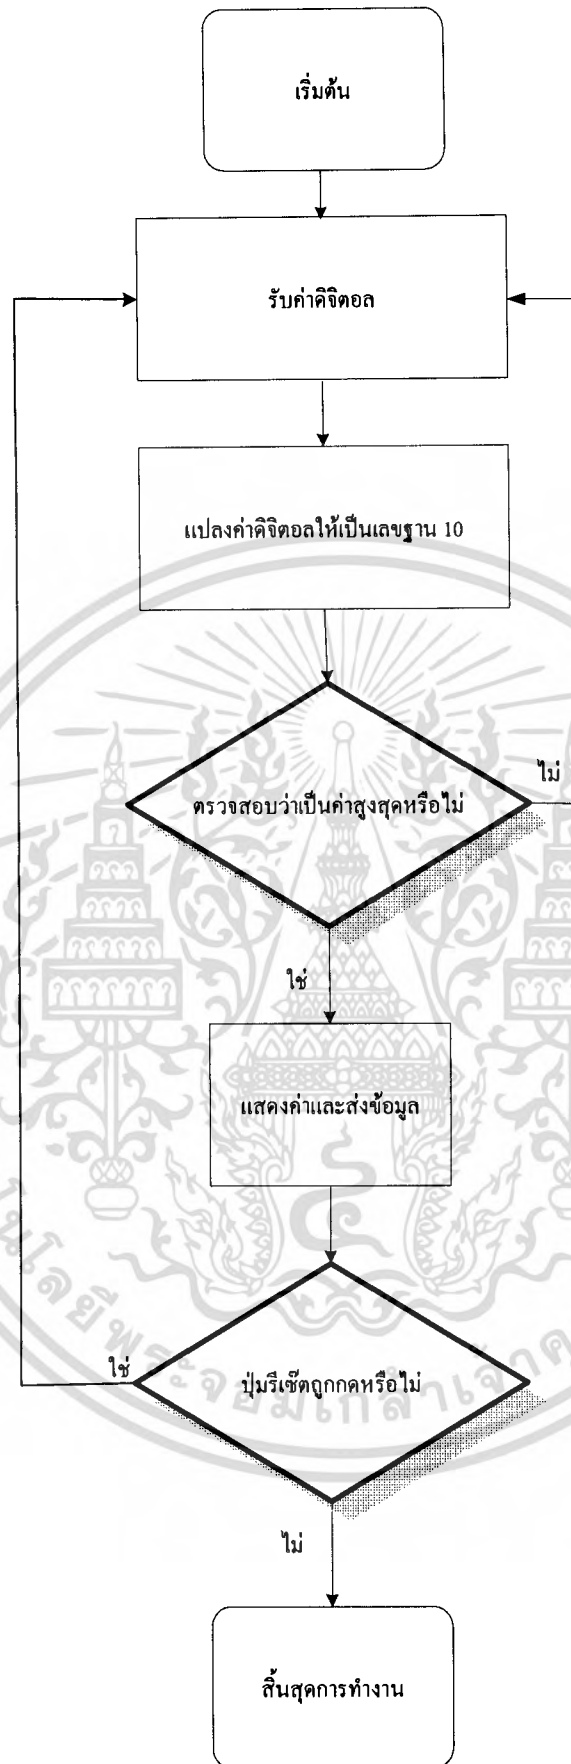 เริ่มต้น
รับค่าดิจิตอล
แปลงค่าดิจิตอลให้เป็นเลขฐาน 10
ตรวจสอบว่าเป็นค่าสูงสุดหรือไม่
ไม่
ใช่
แสดงค่าและส่งข้อมูล
ปุ่มรีเซ็ตถูกกดหรือไม่
ใช่
ไม่
สิ้นสุดการทำงาน